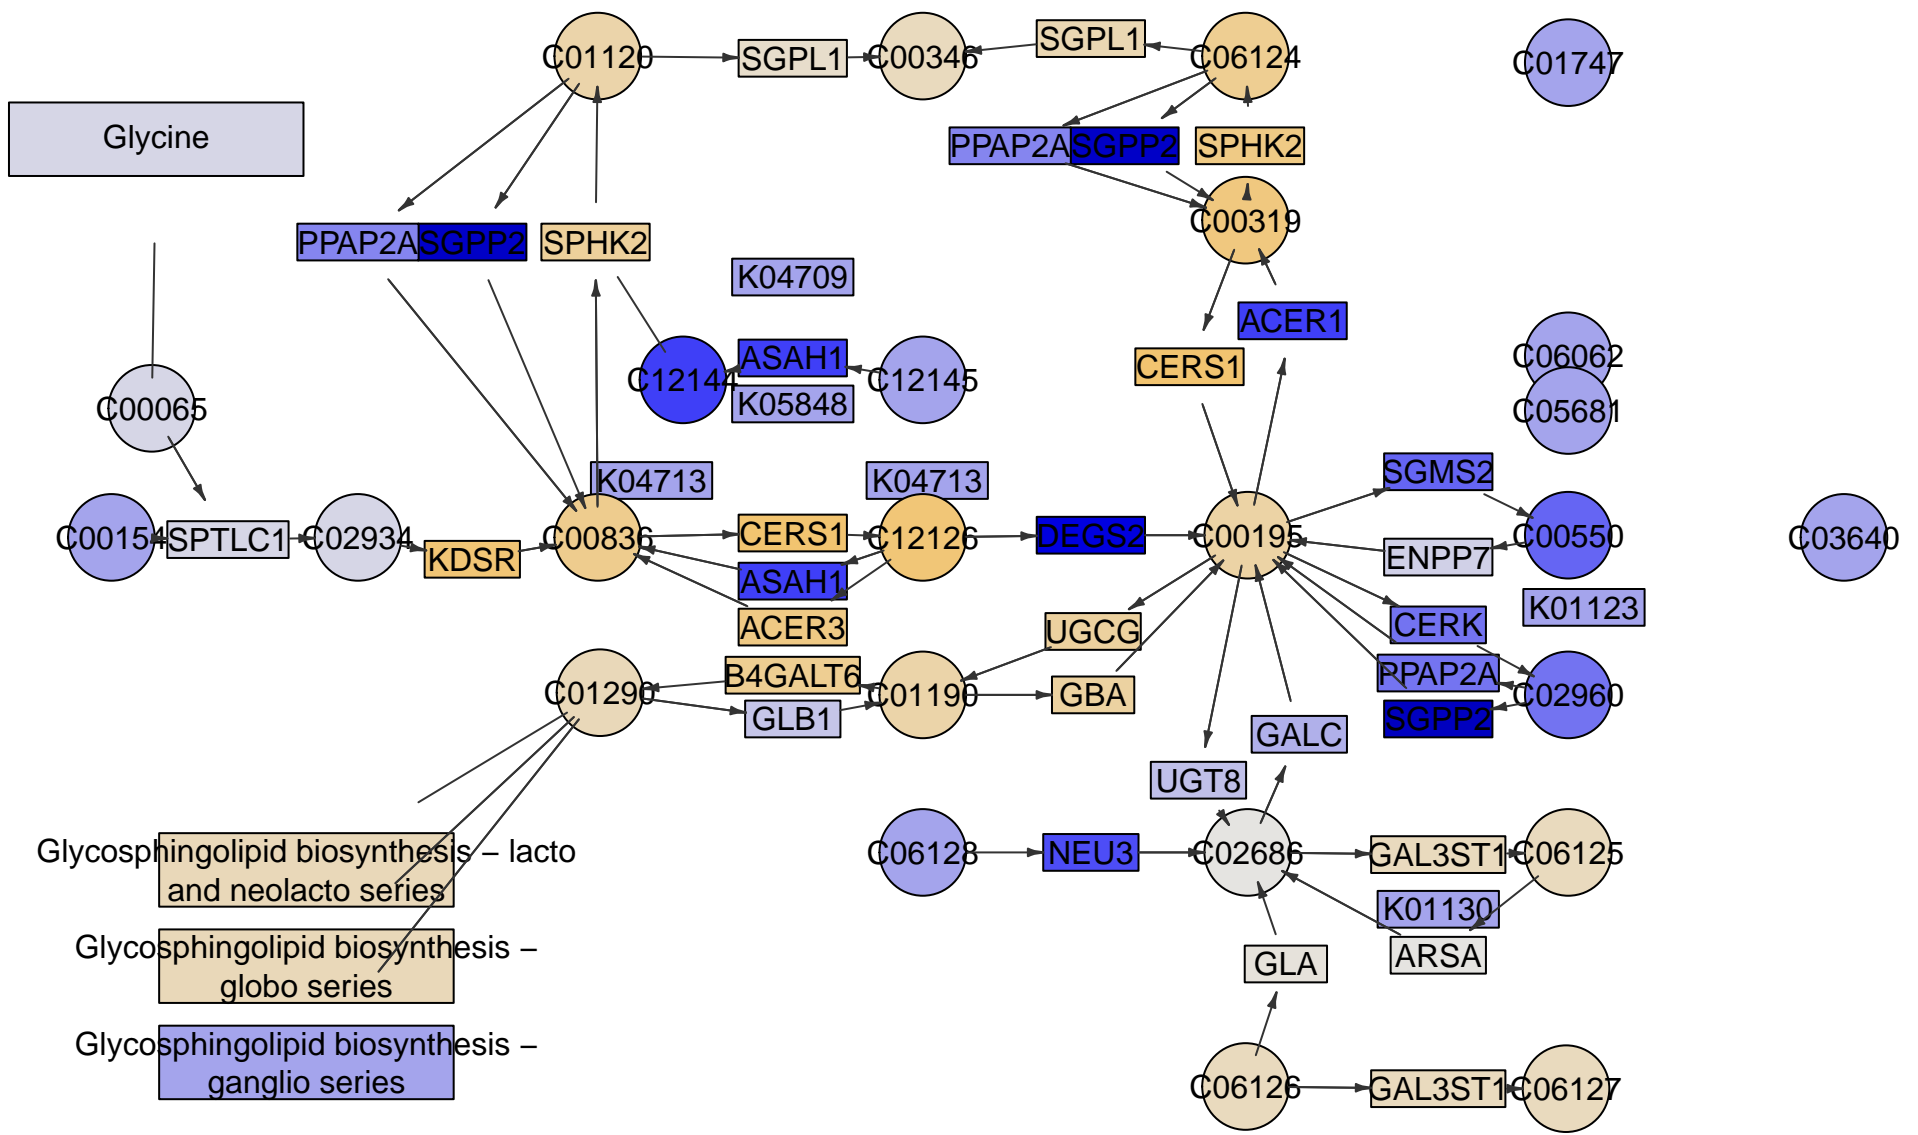 C01120
SGPL1
C00346
SGPL1
C06124
C01747
Glycine
PPAP2A
SGPP2
SPHK2
C00319
PPAP2A
SGPP2
SPHK2
K04709
ACER1
C12144
ASAH1
C12145
K05848
CERS1
C06062
C05681
C00065
K04713
K04713
SGMS2
C00154
SPTLC1
C02934
KDSR
C00836
CERS1
C12126
DEGS2
C00195
ENPP7
C00550
C03640
ASAH1
ACER3
K01123
UGCG
CERK
B4GALT6
C01290
GLB1
C01190
GBA
PPAP2A
C02960
SGPP2
GALC
UGT8
Glycosphingolipid biosynthesis – lacto
and neolacto series
C06128
NEU3
C02686
GAL3ST1
C06125
K01130
Glycosphingolipid biosynthesis –
globo series
GLA
ARSA
Glycosphingolipid biosynthesis –
ganglio series
C06126
GAL3ST1
C06127